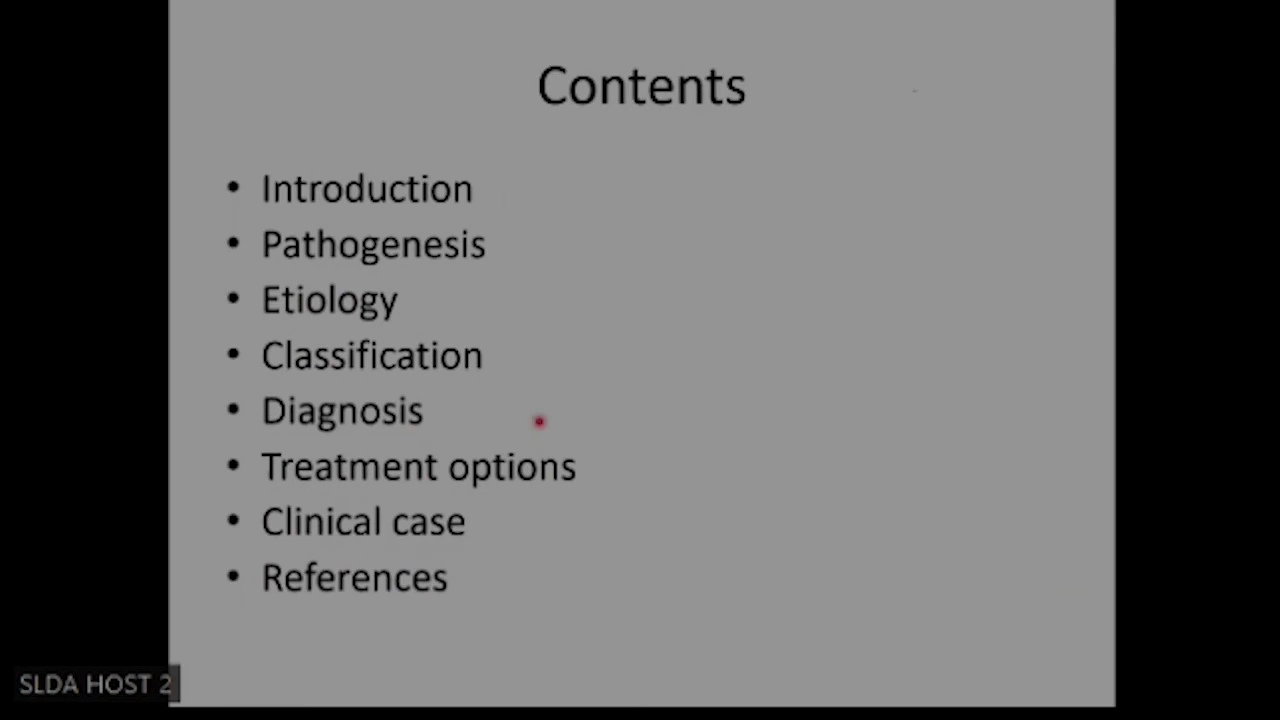 Contents
• Introduction
• Pathogenesis
• Etiology
• Classification
• Diagnosis
• Treatment options
• Clinical case
• References
SLDA HOST 2